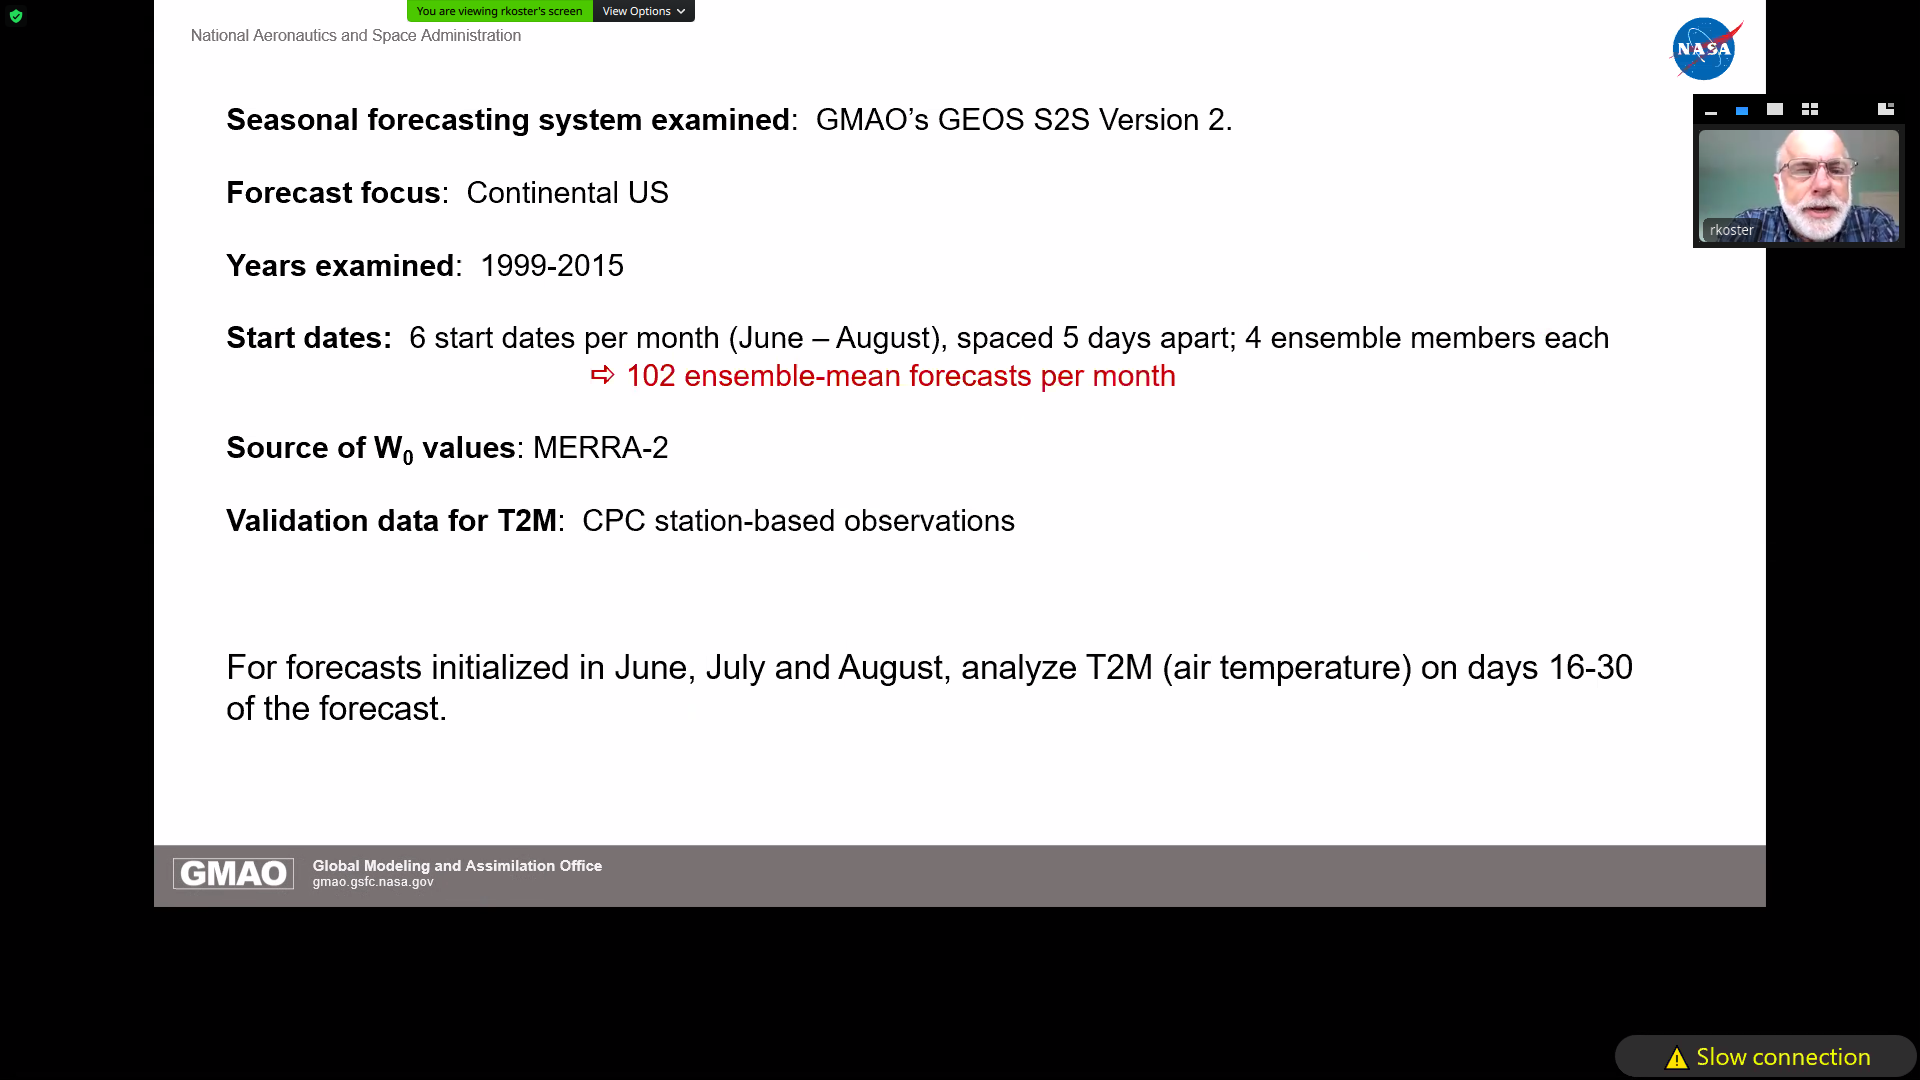 You are viewing rkoster's screen View Options
National Aeronautics and Space Administration
NASA
Seasonal forecasting system examined: GMAO’s GEOS S2S Version 2.
Forecast focus: Continental US
rkoster
Years examined: 1999-2015
Start dates: 6 start dates per month (June – August), spaced 5 days apart; 4 ensemble members each
⇨ 102 ensemble-mean forecasts per month
Source of W₀ values: MERRA-2
Validation data for T2M: CPC station-based observations
For forecasts initialized in June, July and August, analyze T2M (air temperature) on days 16-30
of the forecast.
GMAO
Global Modeling and Assimilation Office
gmao.gsfc.nasa.gov
Slow connection